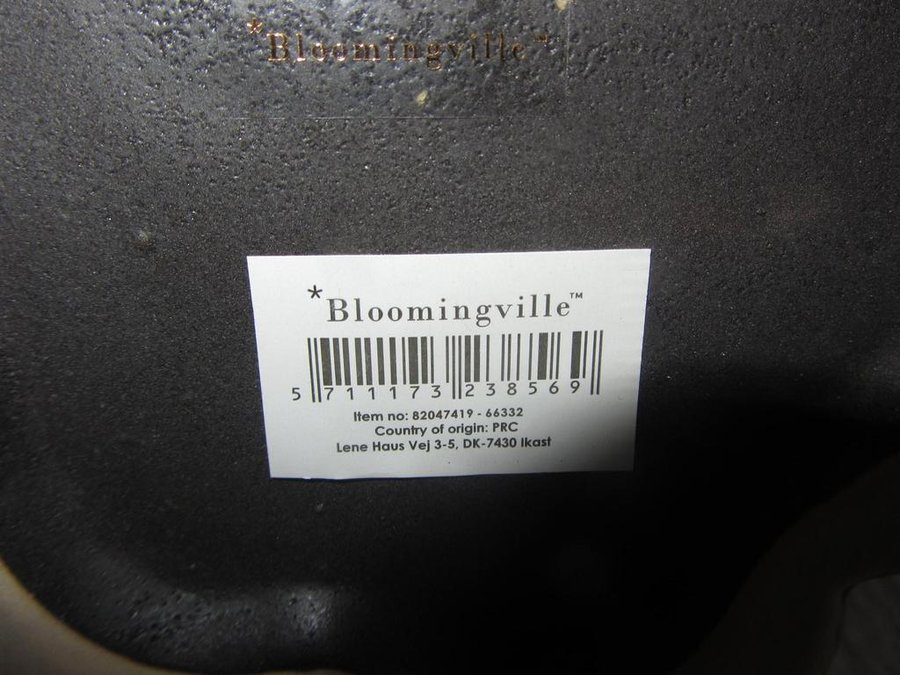 *Bloomingville™
*Bloomingville™
5 711173 238569
Item no: 82047419 - 66332
Country of origin: PRC
Lene Haus Vej 3-5, DK-7430 Ikast